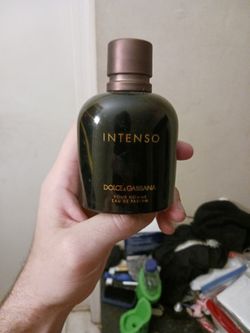 INTENSO
DOLCE&GABBANA
POUR HOMME
EAU DE PARFUM